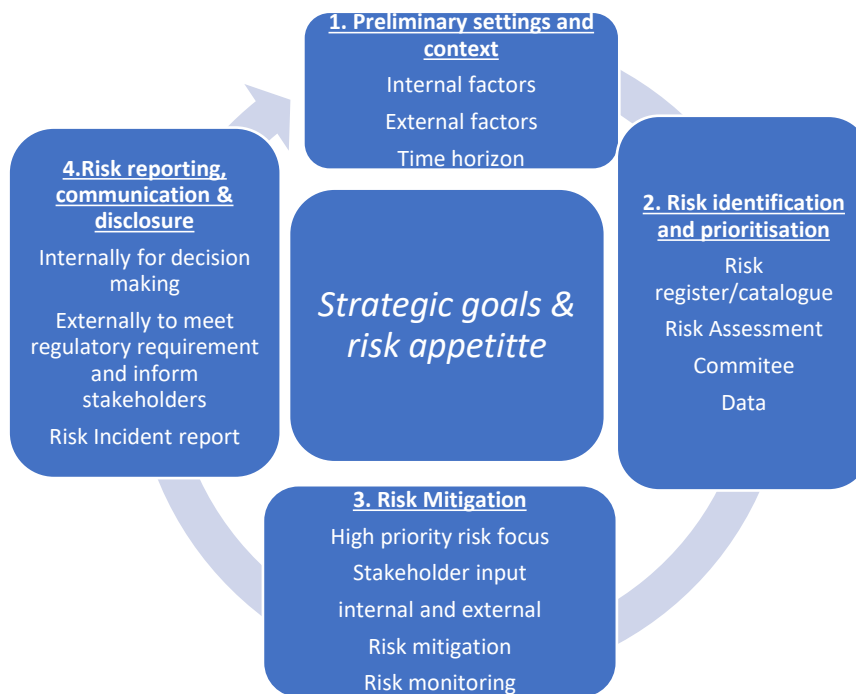 1. Preliminary settings and
context
Internal factors
External factors
Time horizon
2. Risk identification
and prioritisation
Risk
register/catalogue
Risk Assessment
Commitee
Data
3. Risk Mitigation
High priority risk focus
Stakeholder input
internal and external
Risk mitigation
Risk monitoring
4.Risk reporting,
communication &
disclosure
Internally for decision
making
Externally to meet
regulatory requirement
and inform
stakeholders
Risk Incident report
Strategic goals &
risk appetitte